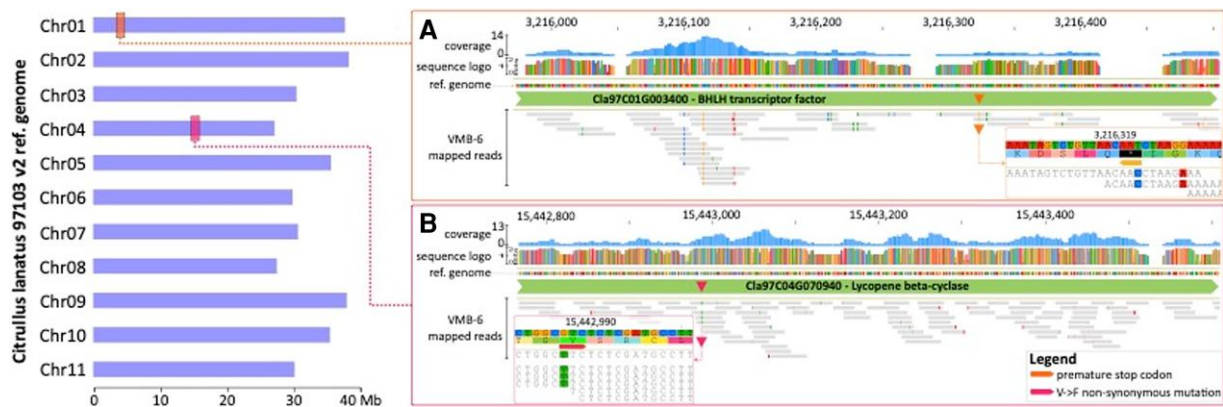 Citrullus lanatus 97103 v2 ref. genome
Chr01
Chr02
Chr03
Chr04
Chr05
Chr06
Chr07
Chr08
Chr09
Chr10
Chr11
0 10 20 30 40 Mb
A
3,216,000 3,216,100 3,216,200 3,216,300 3,216,400
14
coverage
0
sequence logo
ref. genome
Cla97C01G003400 - BHLH transcriptor factor
VMB-6
mapped reads
3,216,319
AAATAGTCTGTTAACAACCTAAGAAA
ACAACCTAAGAAAAA
AAAAA
B
15,442,800 15,443,000 15,443,200 15,443,400
13
coverage
0
sequence logo
ref. genome
Cla97C04G070940 - Lycopene beta-cyclase
VMB-6
mapped reads
15,442,990
Legend
premature stop codon
V->F non-synonymous mutation